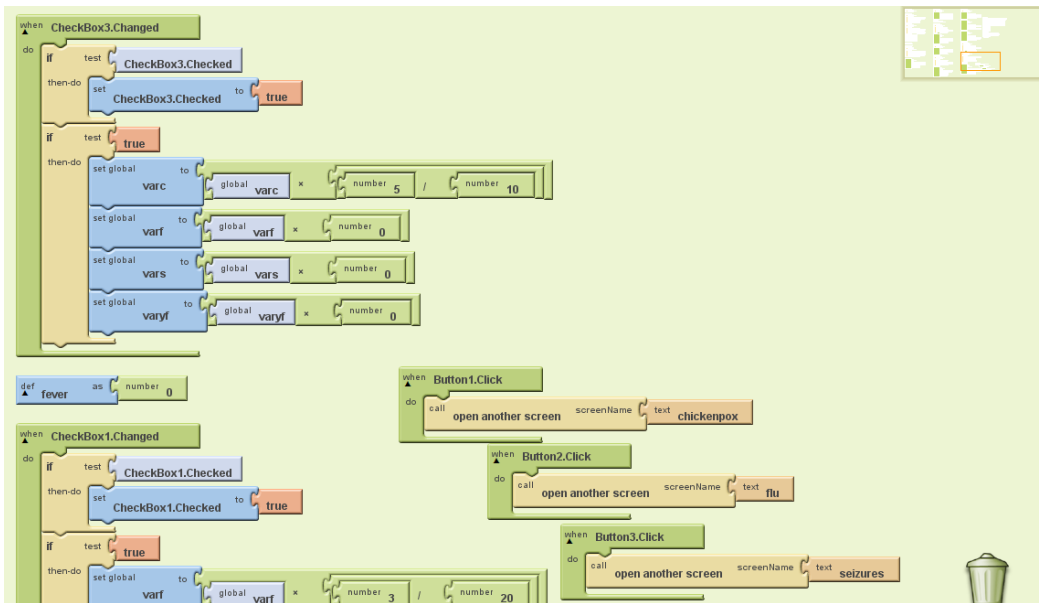 when CheckBox3.Changed
do if test CheckBox3.Checked
then-do set CheckBox3.Checked to true
if test true
then-do set global varc to global varc × number 5 / number 10
set global varf to global varf × number 0
set global vars to global vars × number 0
set global varyf to global varyf × number 0
def fever as number 0
when Button1.Click
do call open another screen screenName text chickenpox
when CheckBox1.Changed
do if test CheckBox1.Checked
then-do set CheckBox1.Checked to true
if test true
then-do set global varf to global varf × number 3 / number 20
when Button2.Click
do call open another screen screenName text flu
when Button3.Click
do call open another screen screenName text seizures